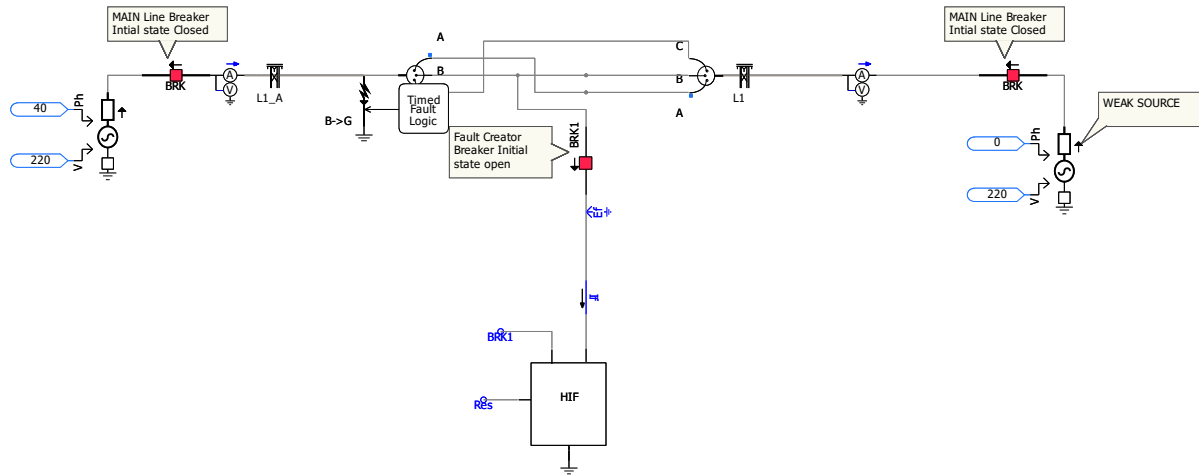 MAIN Line Breaker
Intial state Closed
MAIN Line Breaker
Intial state Closed
A
C
B
B
A
BRK
A
V
L1_A
L1
A
V
BRK
40
Ph
220
V
B->G
Timed
Fault
Logic
Fault Creator
Breaker Initial
state open
BRK1
WEAK SOURCE
0
Ph
220
V
Ef
If
BRK1
HIF
Res